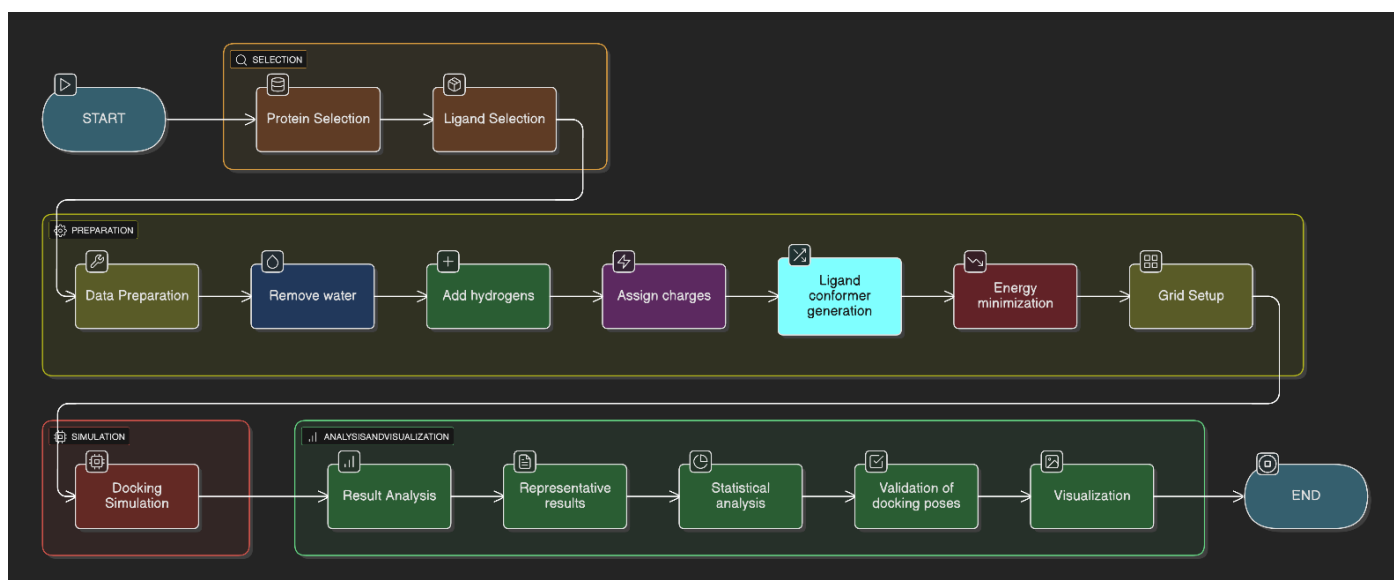 SELECTION
START
Protein Selection
Ligand Selection
PREPARATION
Data Preparation
Remove water
Add hydrogens
Assign charges
Ligand
conformer
generation
Energy
minimization
Grid Setup
SIMULATION
Docking
Simulation
ANALYSISANDVISUALIZATION
Result Analysis
Representative
results
Statistical
analysis
Validation of
docking poses
Visualization
END